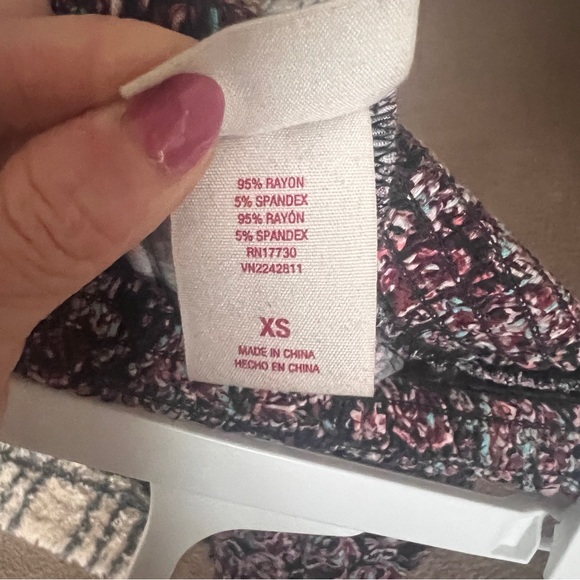 95% RAYON
5% SPANDEX
95% RAYÓN
5% SPANDEX
RN17730
VN2242811
XS
MADE IN CHINA
HECHO EN CHINA